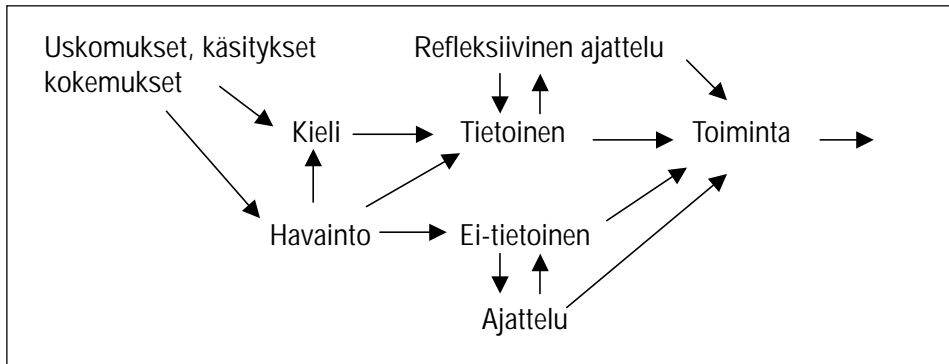 Uskomukset, käsitykset
kokemukset
Refleksiivinen ajattelu
Kieli
Tietoinen
Toiminta
Havainto
Ei-tietoinen
Ajattelu